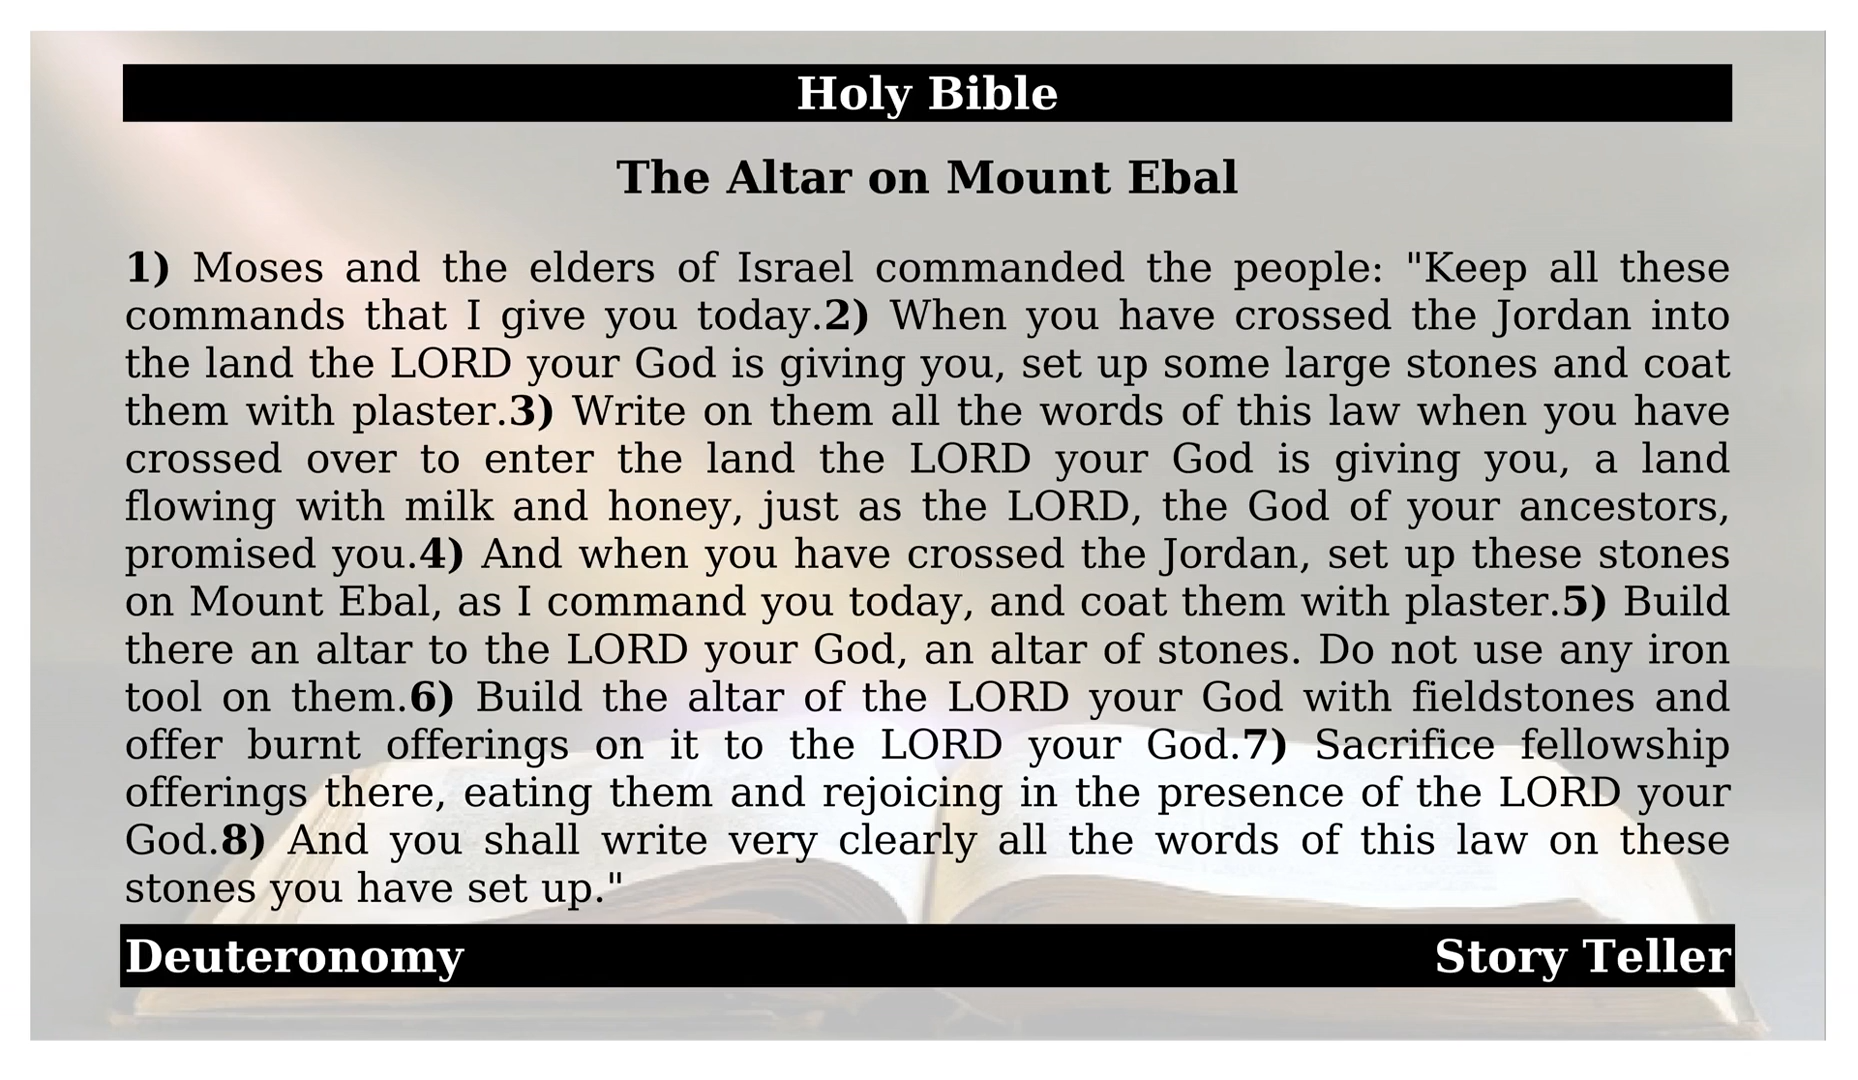 Holy Bible
The Altar on Mount Ebal
1) Moses and the elders of Israel commanded the people: "Keep all these
commands that I give you today.2) When you have crossed the Jordan into
the land the LORD your God is giving you, set up some large stones and coat
them with plaster.3) Write on them all the words of this law when you have
crossed over to enter the land the LORD your God is giving you, a land
flowing with milk and honey, just as the LORD, the God of your ancestors,
promised you.4) And when you have crossed the Jordan, set up these stones
on Mount Ebal, as I command you today, and coat them with plaster.5) Build
there an altar to the LORD your God, an altar of stones. Do not use any iron
tool on them.6) Build the altar of the LORD your God with fieldstones and
offer burnt offerings on it to the LORD your God.7) Sacrifice fellowship
offerings there, eating them and rejoicing in the presence of the LORD your
God.8) And you shall write very clearly all the words of this law on these
stones you have set up."
Deuteronomy
Story Teller